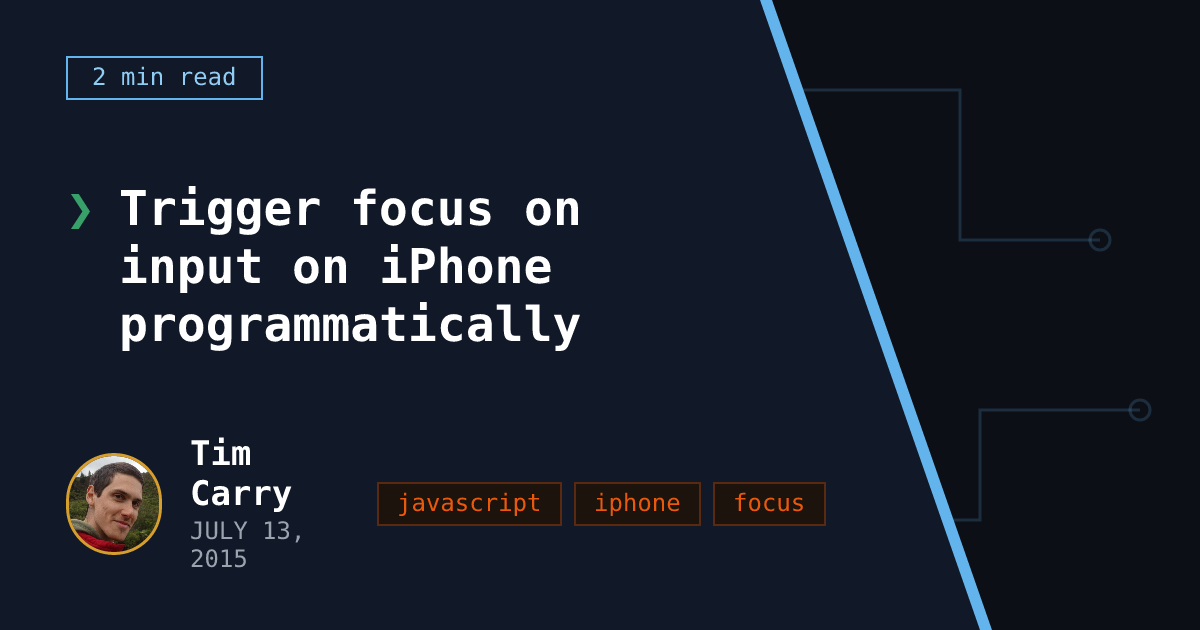 2 min read
❯ Trigger focus on
input on iPhone
programmatically
Tim
Carry
JULY 13,
2015
javascript iphone focus